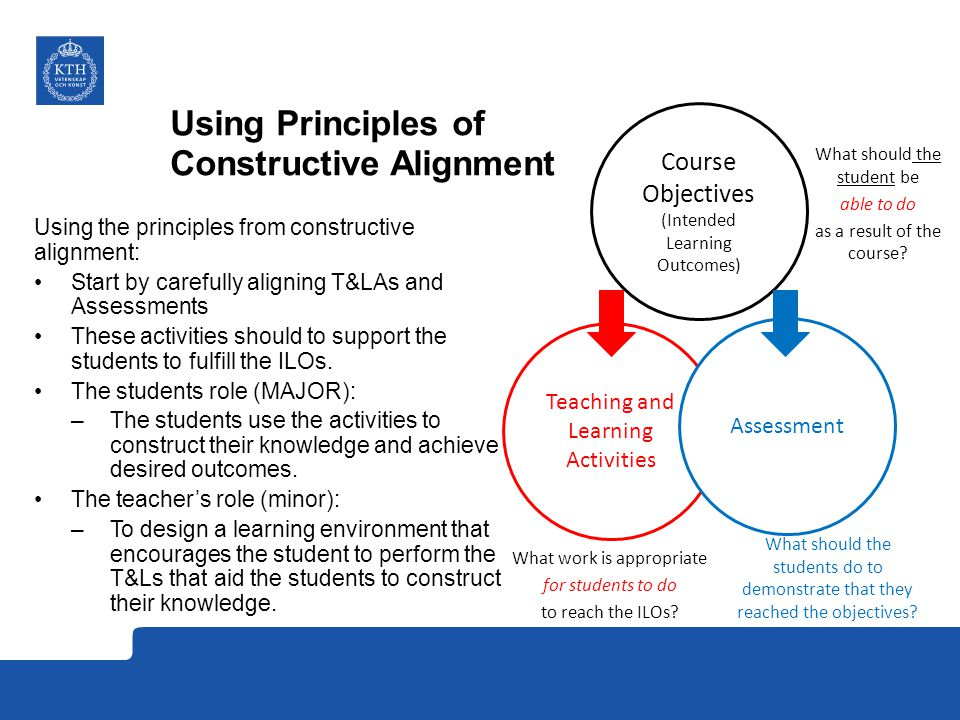 KTH
VETENSKAP
OCH KONST
Using Principles of
Constructive Alignment
Using the principles from constructive
alignment:
• Start by carefully aligning T&LAs and
Assessments
• These activities should to support the
students to fulfill the ILOs.
• The students role (MAJOR):
– The students use the activities to
construct their knowledge and achieve
desired outcomes.
• The teacher’s role (minor):
– To design a learning environment that
encourages the student to perform the
T&Ls that aid the students to construct
their knowledge.
Course
Objectives
(Intended
Learning
Outcomes)
What should the
student be
able to do
as a result of the
course?
Teaching and
Learning
Activities
Assessment
What work is appropriate
for students to do
to reach the ILOs?
What should the
students do to
demonstrate that they
reached the objectives?